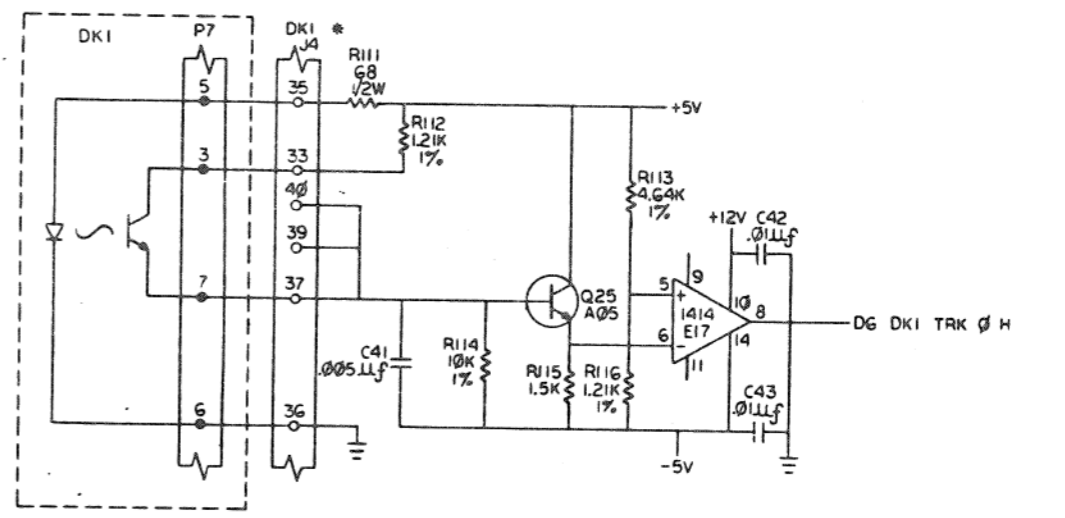 DK1
P7
DK1 *
J4
R111
68
1/2W
5
35
+5V
R112
1.21K
1%
3
33
40
39
R113
4.64K
1%
+12V
C42
.01µf
9
7
37
Q25
A05
5
+
1414
E17
10
8
D6 DK1 TRK 0 H
6
-
14
11
C41
.005µf
R114
10K
1%
R115
1.5K
R116
1.21K
1%
C43
.01µf
6
36
-5V